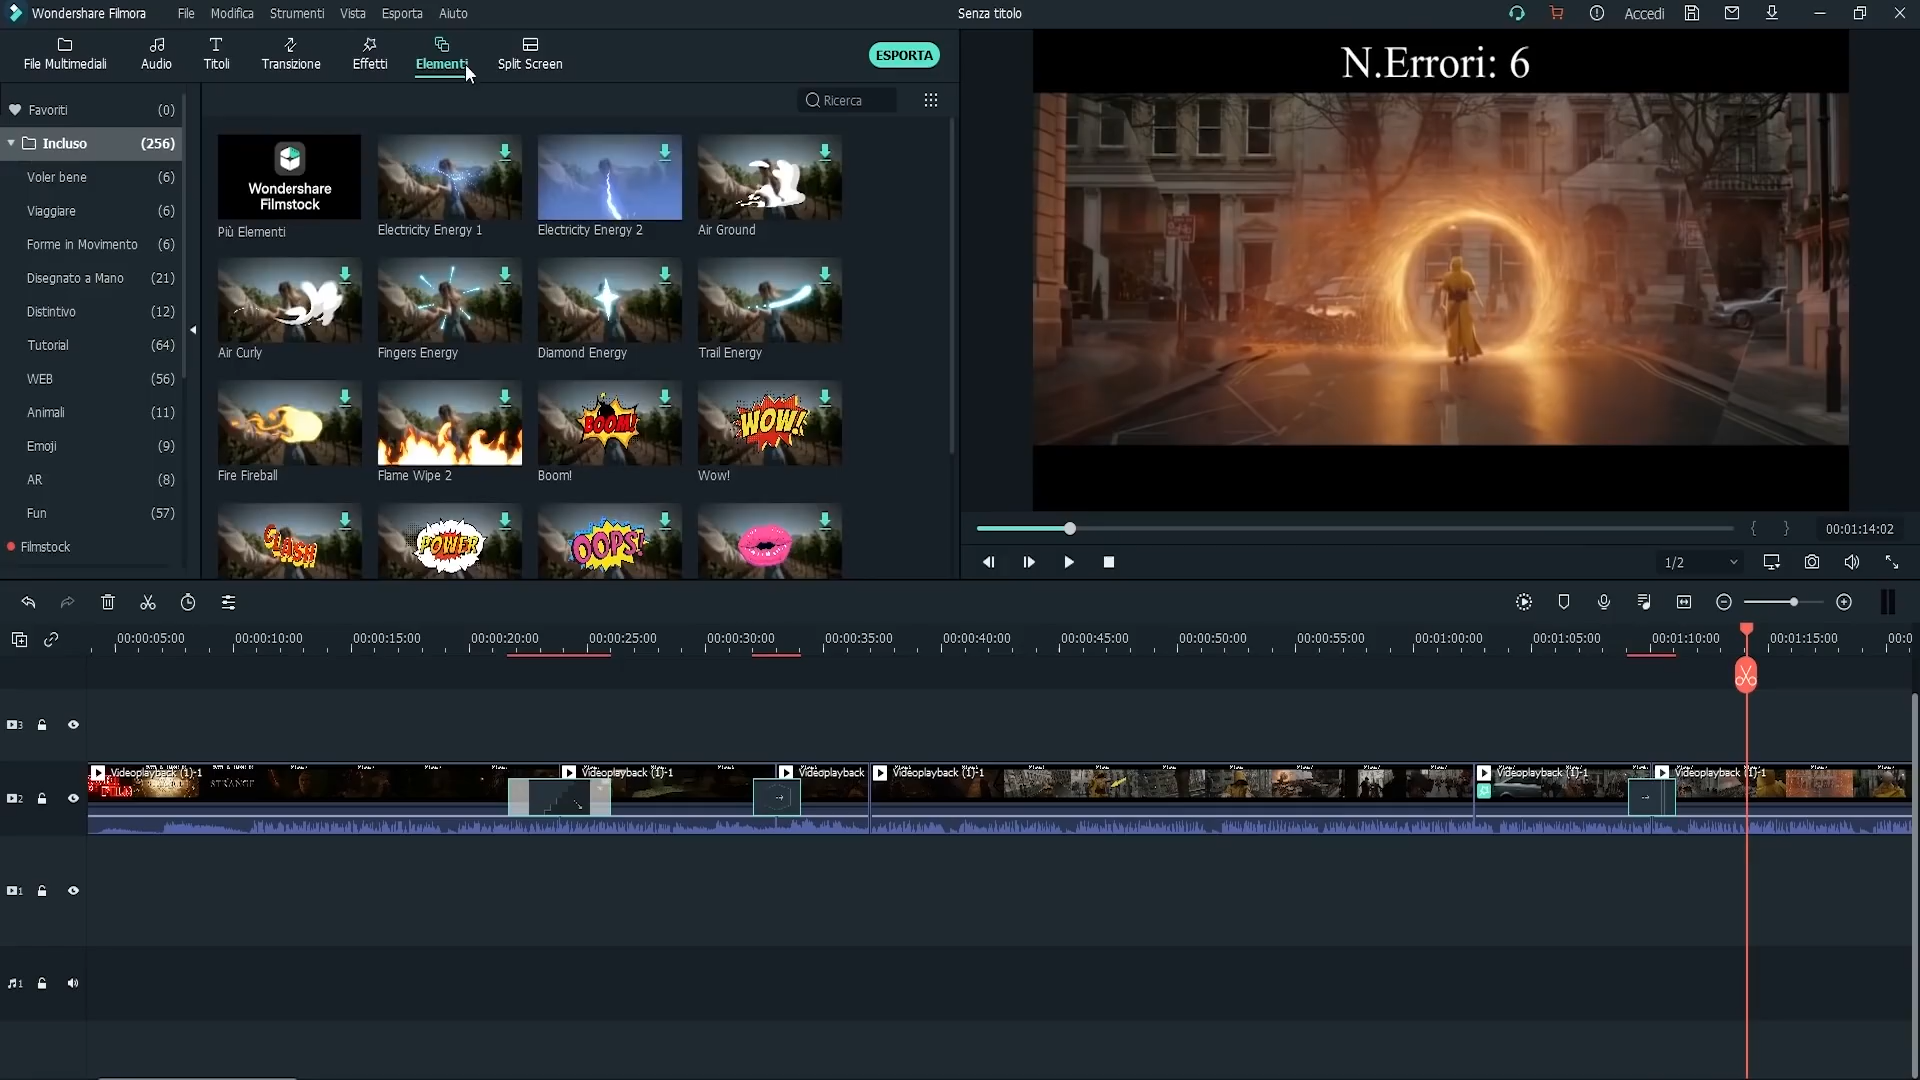 Wondershare Filmora
File Modifica Strumenti Vista Esporta Aiuto
Senza titolo
Accedi
File Multimediali Audio Titoli Transizione Effetti Elementi Split Screen
ESPORTA
Favoriti (0)
Incluso (256)
Voler bene (6)
Viaggiare (6)
Forme in Movimento (6)
Disegnato a Mano (21)
Distintivo (12)
Tutorial (64)
WEB (56)
Animali (11)
Emoji (9)
AR (8)
Fun (57)
Filmstock
Ricerca
Wondershare
Filmstock
Più Elementi
Electricity Energy 1
Electricity Energy 2
Air Ground
Air Curly
Fingers Energy
Diamond Energy
Trail Energy
BOOM!
WOW!
Fire Fireball
Flame Wipe 2
Boom!
Wow!
CLASH
POWER
OOPS!
N.Errori: 6
00:01:14:02
1/2
00:00:05:00 00:00:10:00 00:00:15:00 00:00:20:00 00:00:25:00 00:00:30:00 00:00:35:00 00:00:40:00 00:00:45:00 00:00:50:00 00:00:55:00 00:01:00:00 00:01:05:00 00:01:10:00 00:01:15:00 00:0
3
2
Videoplayback (1)-1
Videoplayback (1)-1
Videoplayback
Videoplayback (1)-1
Videoplayback (1)-1
Videoplayback (1)-1
STRANGE
1
1